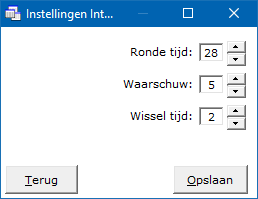 Instellingen Int...
Ronde tijd: 28
Waarschuw: 5
Wissel tijd: 2
Terug Opslaan